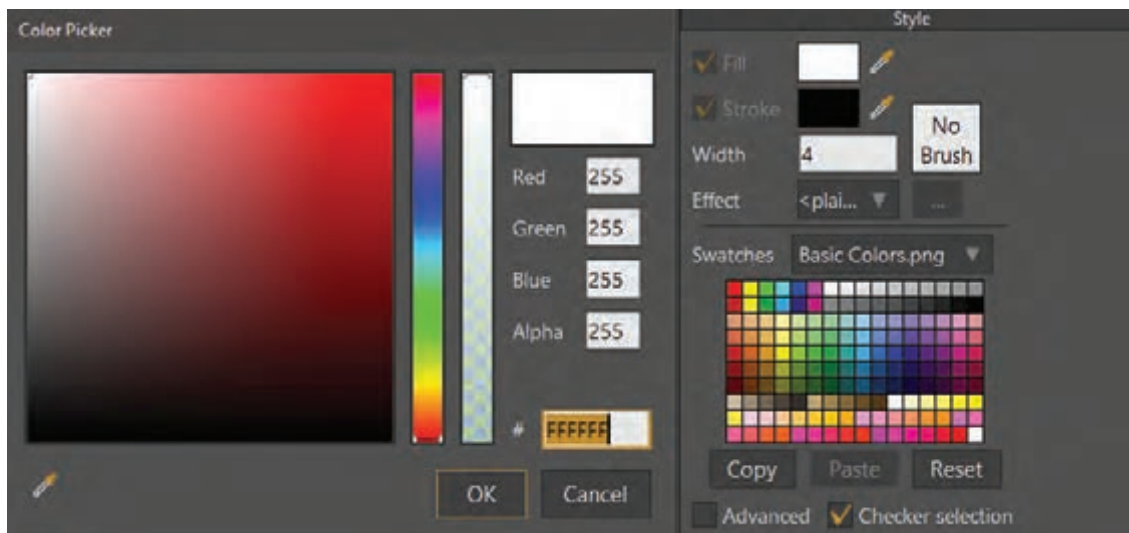 Color Picker
Red 255
Green 255
Blue 255
Alpha 255
# FFFFFF
OK Cancel
Style
Fill
Stroke
No
Brush
Width 4
Effect <plai... ...
Swatches Basic Colors.png
Copy Paste Reset
Advanced Checker selection